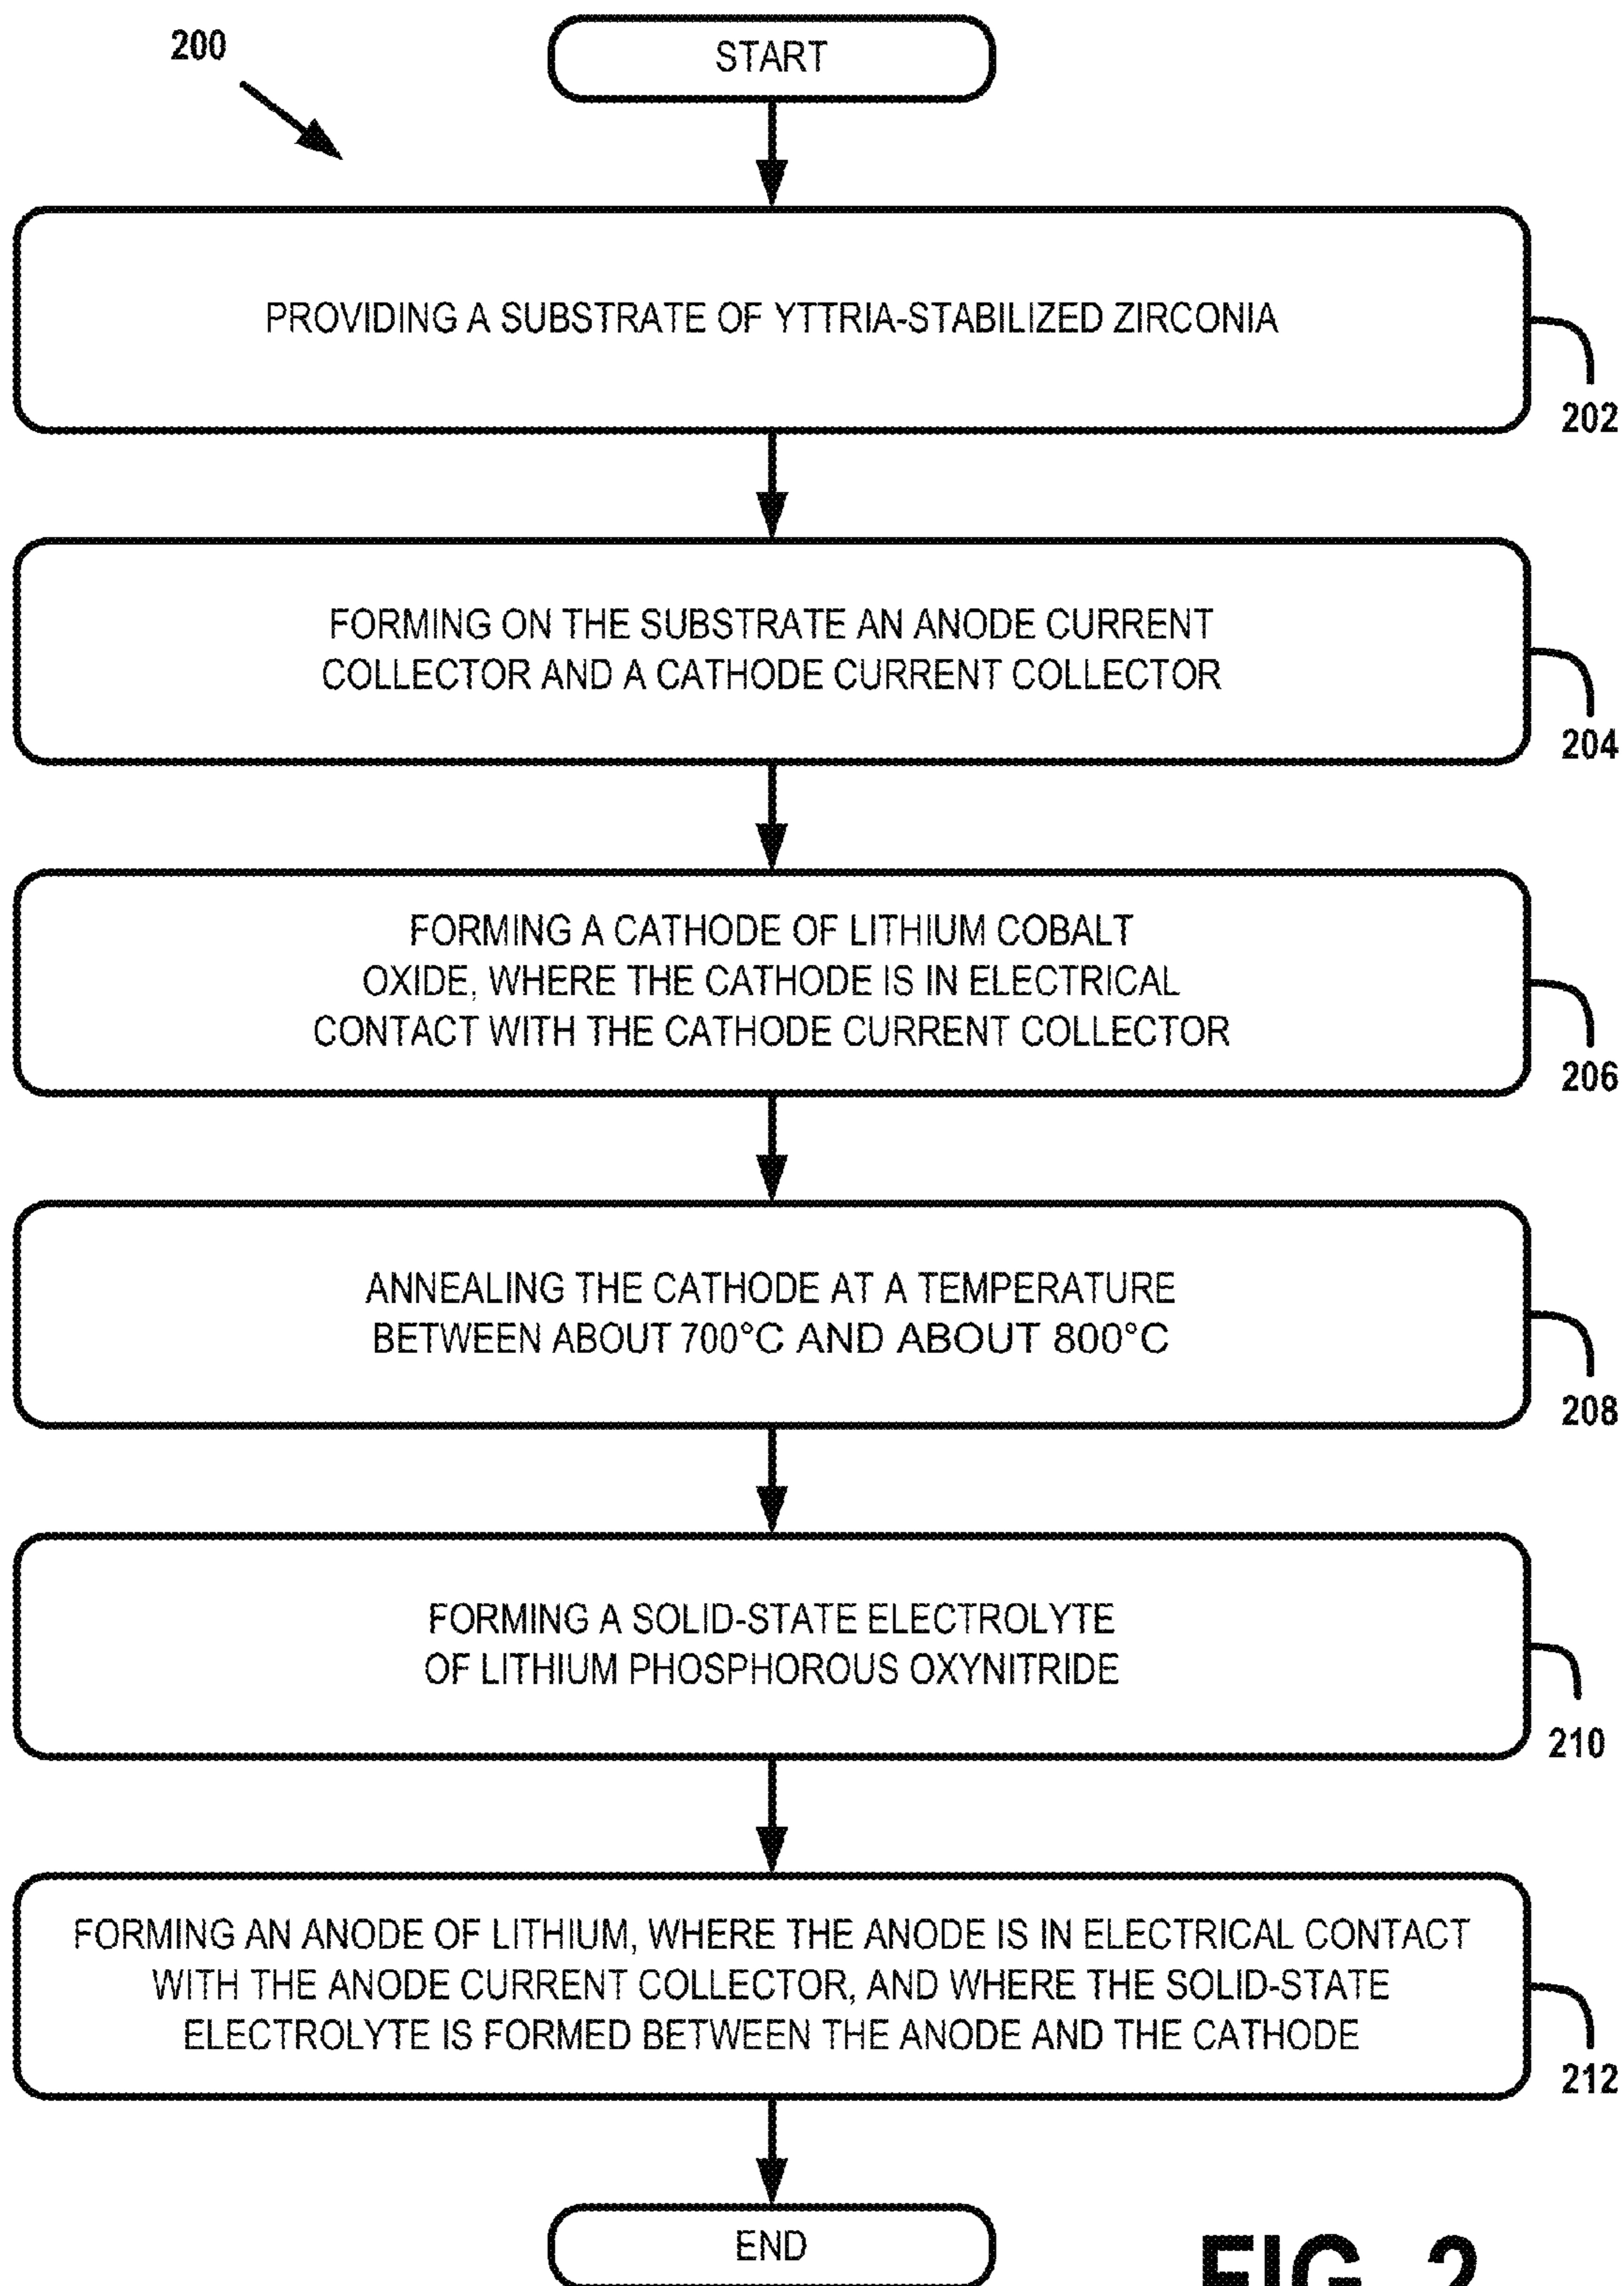 200
START
PROVIDING A SUBSTRATE OF YTTRIA-STABILIZED ZIRCONIA
202
FORMING ON THE SUBSTRATE AN ANODE CURRENT
COLLECTOR AND A CATHODE CURRENT COLLECTOR
204
FORMING A CATHODE OF LITHIUM COBALT
OXIDE, WHERE THE CATHODE IS IN ELECTRICAL
CONTACT WITH THE CATHODE CURRENT COLLECTOR
206
ANNEALING THE CATHODE AT A TEMPERATURE
BETWEEN ABOUT 700°C AND ABOUT 800°C
208
FORMING A SOLID-STATE ELECTROLYTE
OF LITHIUM PHOSPHOROUS OXYNITRIDE
210
FORMING AN ANODE OF LITHIUM, WHERE THE ANODE IS IN ELECTRICAL CONTACT
WITH THE ANODE CURRENT COLLECTOR, AND WHERE THE SOLID-STATE
ELECTROLYTE IS FORMED BETWEEN THE ANODE AND THE CATHODE
212
END
FIG. 2